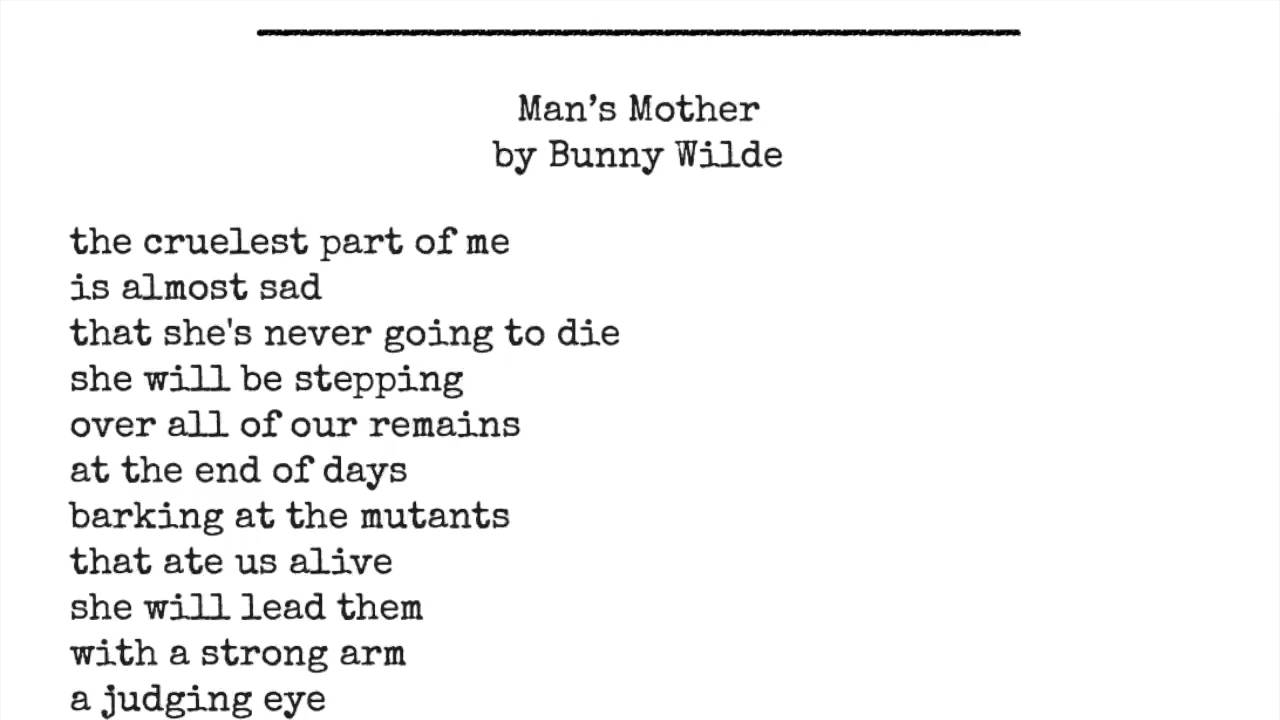 Man’s Mother
by Bunny Wilde
the cruelest part of me
is almost sad
that she's never going to die
she will be stepping
over all of our remains
at the end of days
barking at the mutants
that ate us alive
she will lead them
with a strong arm
a judging eye